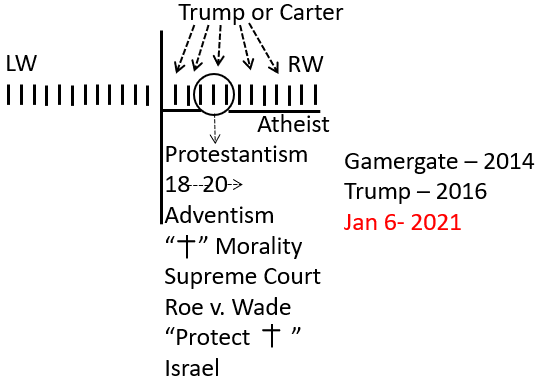 Trump or Carter
LW
RW
Atheist
Protestantism
18--20->
Adventism
“†” Morality
Supreme Court
Roe v. Wade
“Protect † ”
Israel
Gamergate – 2014
Trump – 2016
Jan 6- 2021